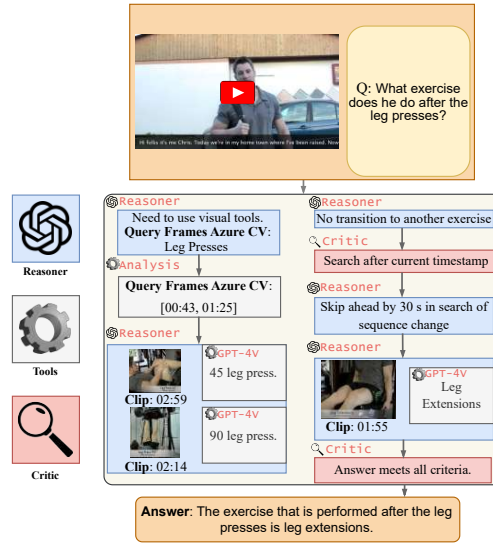 Hi folks it's me Chris. Today we're in my home town where I've been raised. Now
Q: What exercise
does he do after the
leg presses?
Reasoner
Tools
Critic
Reasoner
Need to use visual tools.
Query Frames Azure CV:
Leg Presses
Analysis
Query Frames Azure CV:
[00:43, 01:25]
Reasoner
GPT-4V
45 leg press.
Clip: 02:59
GPT-4V
90 leg press.
Clip: 02:14
Reasoner
No transition to another exercise
Critic
Search after current timestamp
Reasoner
Skip ahead by 30 s in search of
sequence change
Reasoner
GPT-4V
Leg
Extensions
Clip: 01:55
Critic
Answer meets all criteria.
Answer: The exercise that is performed after the leg
presses is leg extensions.